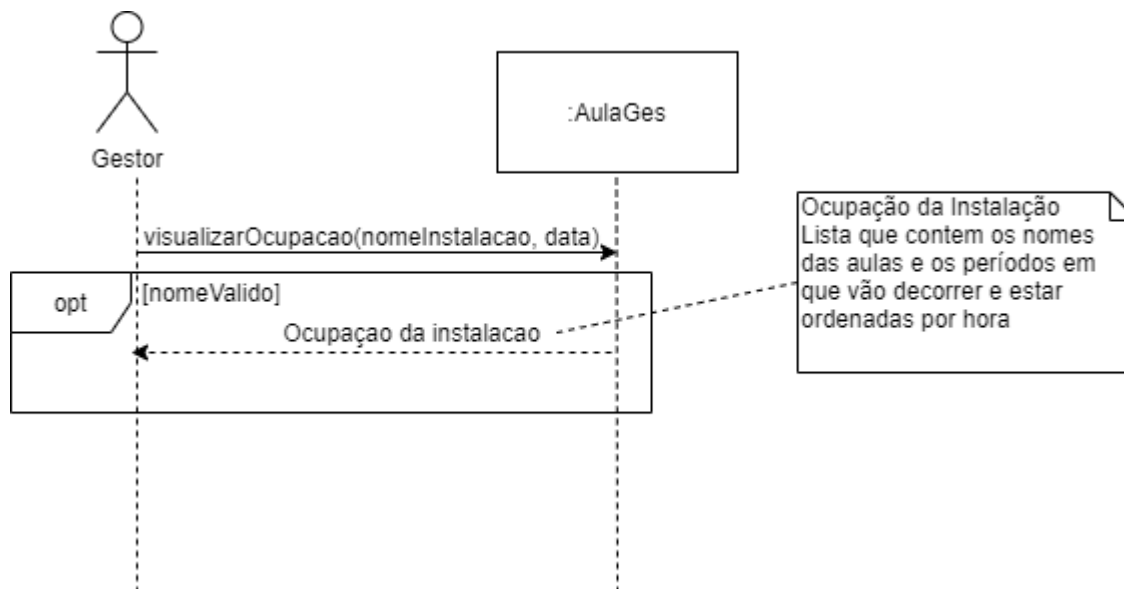 :AulaGes
Gestor
visualizarOcupacao(nomeInstalacao, data)
Ocupação da Instalação
Lista que contem os nomes
das aulas e os períodos em
que vão decorrer e estar
ordenadas por hora
opt
[nomeValido]
Ocupaçao da instalacao